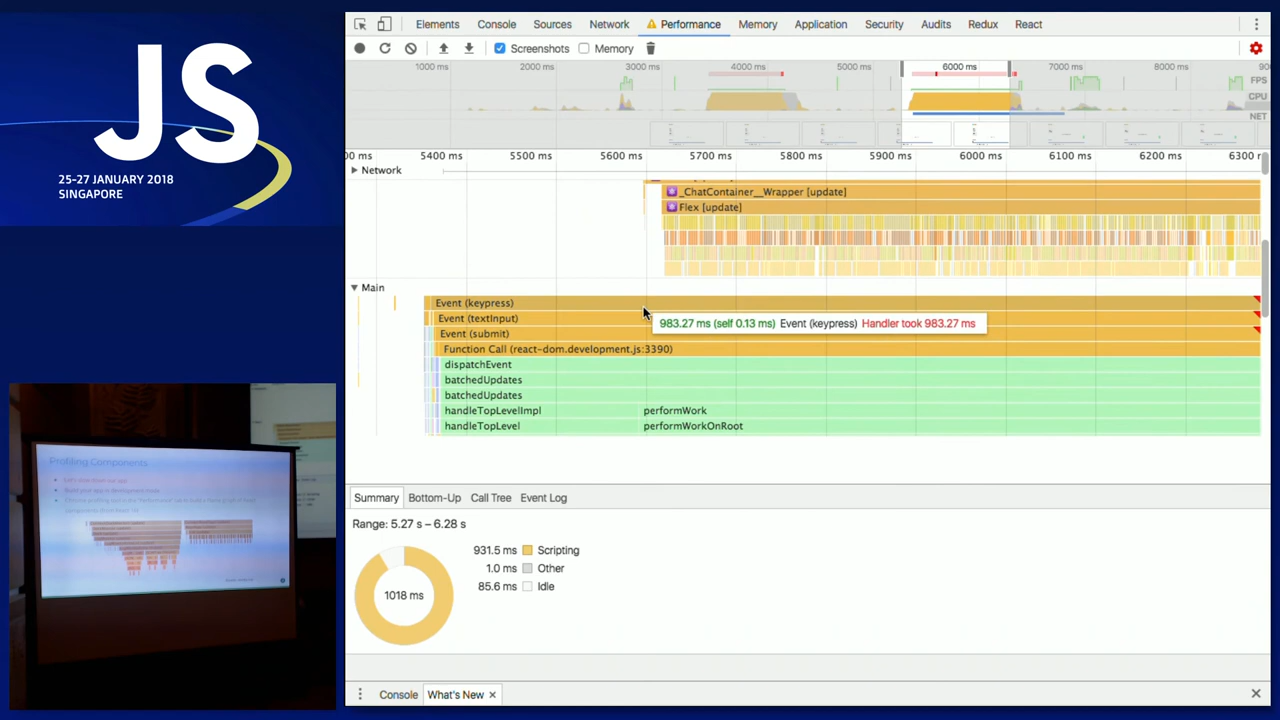 JS
25-27 JANUARY 2018
SINGAPORE
Elements Console Sources Network Performance Memory Application Security Audits Redux React
Screenshots Memory
1000 ms 2000 ms 3000 ms 4000 ms 5000 ms 6000 ms 7000 ms 8000 ms 90
FPS
CPU
NET
00 ms 5400 ms 5500 ms 5600 ms 5700 ms 5800 ms 5900 ms 6000 ms 6100 ms 6200 ms 6300 m
Network
_ChatContainer__Wrapper [update]
Flex [update]
Main
Event (keypress)
Event (textInput)
983.27 ms (self 0.13 ms) Event (keypress) Handler took 983.27 ms
Event (submit)
Function Call (react-dom.development.js:3390)
dispatchEvent
batchedUpdates
batchedUpdates
handleTopLevelImpl performWork
handleTopLevel performWorkOnRoot
Summary Bottom-Up Call Tree Event Log
Range: 5.27 s – 6.28 s
931.5 ms Scripting
1.0 ms Other
85.6 ms Idle
1018 ms
Console What's New
Profiling Components